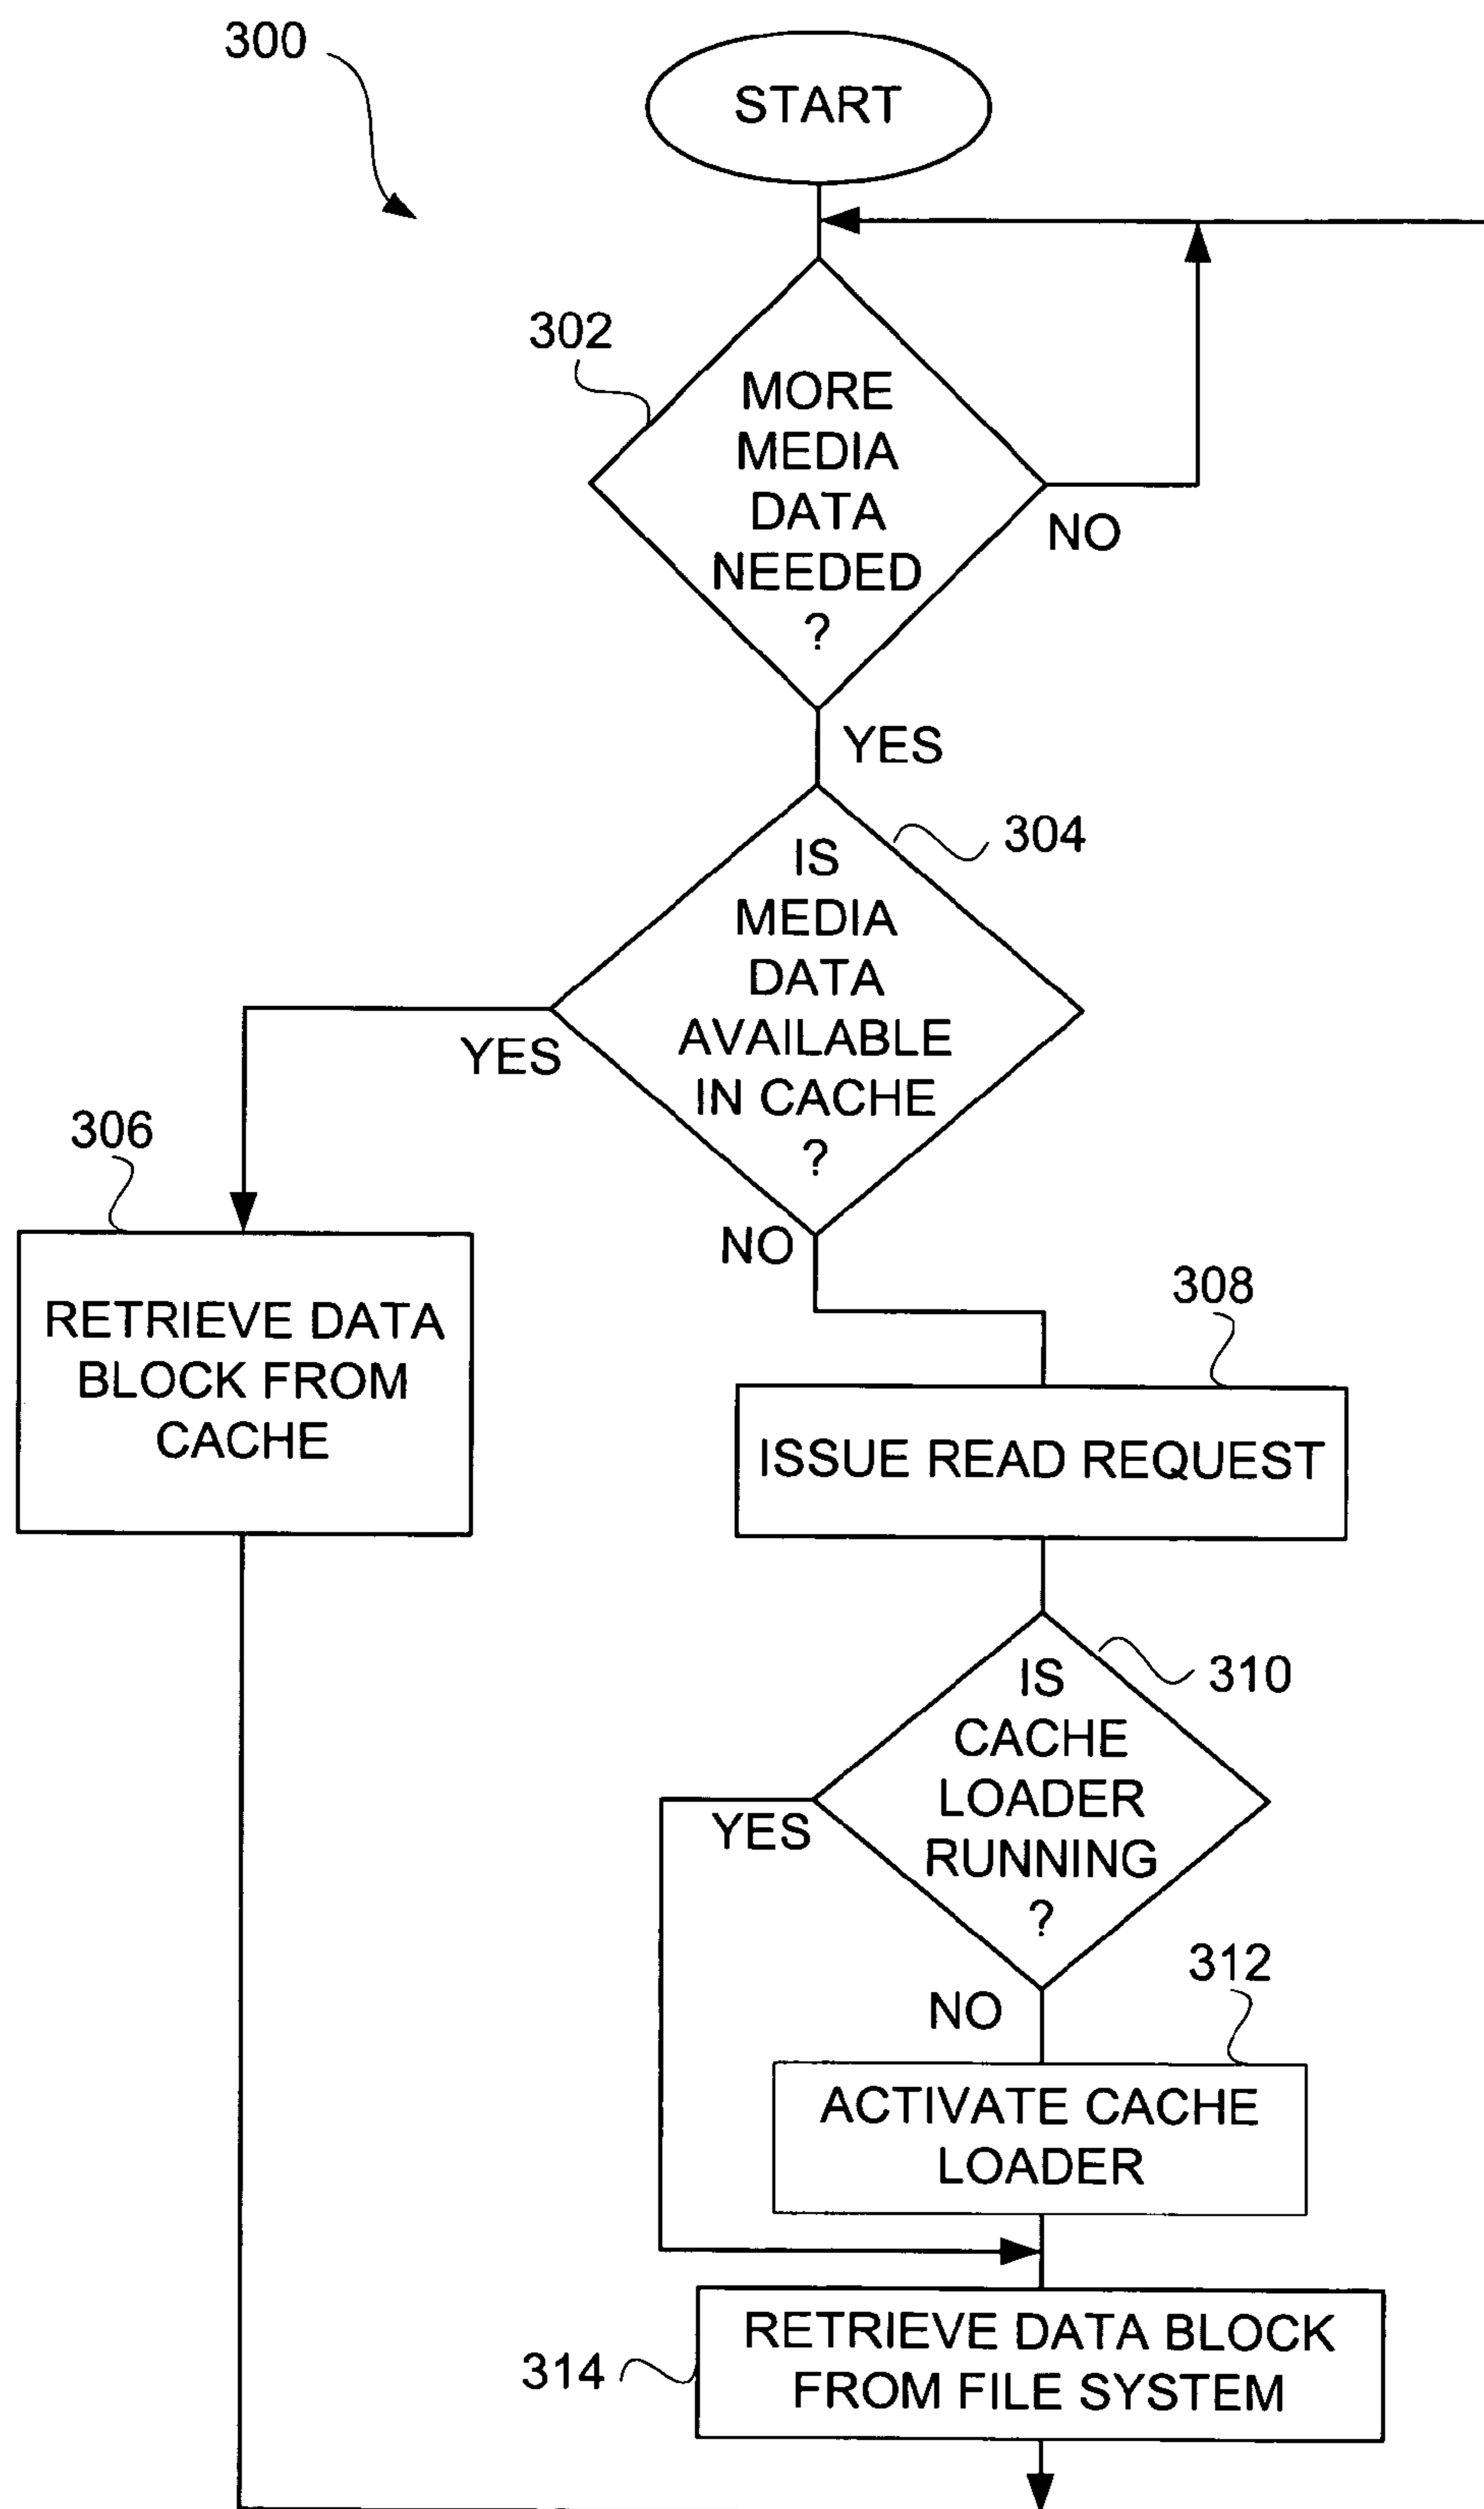 300
START
302
MORE
MEDIA
DATA
NEEDED
?
NO
YES
304
IS
MEDIA
DATA
AVAILABLE
IN CACHE
?
YES
NO
306
RETRIEVE DATA
BLOCK FROM
CACHE
308
ISSUE READ REQUEST
310
IS
CACHE
LOADER
RUNNING
?
YES
NO
312
ACTIVATE CACHE
LOADER
314
RETRIEVE DATA BLOCK
FROM FILE SYSTEM